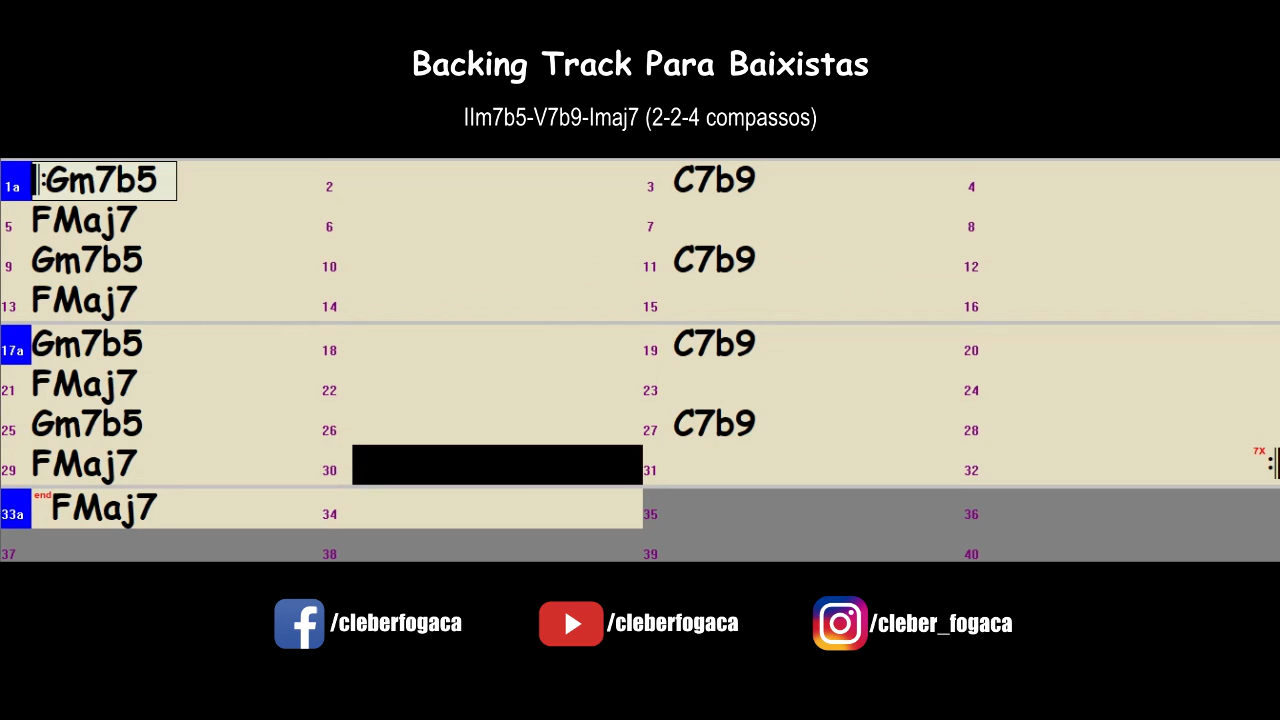 Backing Track Para Baixistas
IIm7b5-V7b9-Imaj7 (2-2-4 compassos)
1a Gm7b5 2 3 C7b9 4
5 FMaj7 6 7 8
9 Gm7b5 10 11 C7b9 12
13 FMaj7 14 15 16
17a Gm7b5 18 19 C7b9 20
21 FMaj7 22 23 24
25 Gm7b5 26 27 C7b9 28
29 FMaj7 30 31 32 7X
33a end FMaj7 34 35 36
37 38 39 40
/cleberfogaca /cleberfogaca /cleber_fogaca